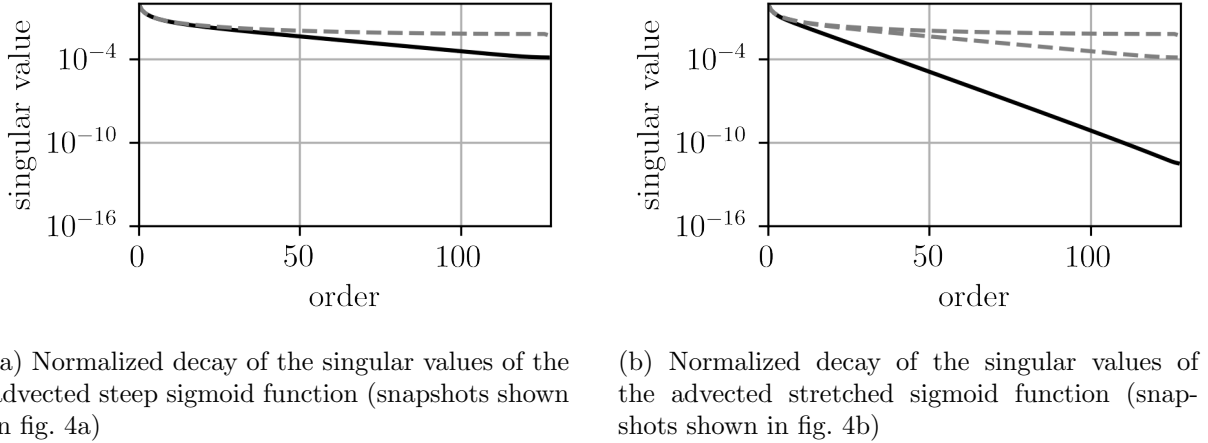 singular value
10⁻⁴
10⁻¹⁰
10⁻¹⁶
0
50
100
order
singular value
10⁻⁴
10⁻¹⁰
10⁻¹⁶
0
50
100
order
a) Normalized decay of the singular values of the
advected steep sigmoid function (snapshots shown
in fig. 4a)
(b) Normalized decay of the singular values of
the advected stretched sigmoid function (snap-
shots shown in fig. 4b)